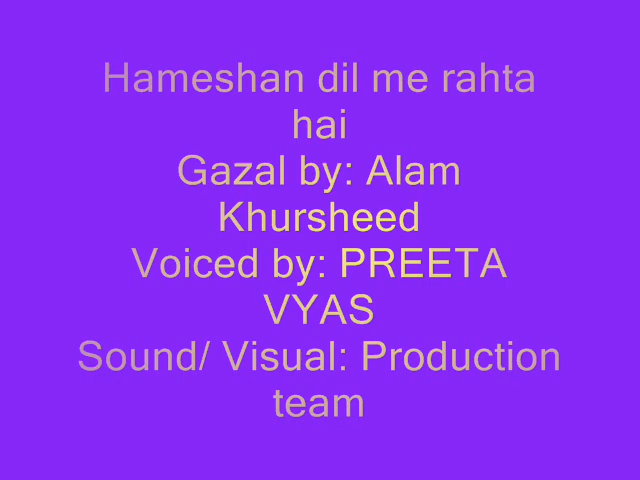 Hameshan dil me rahta
hai
Gazal by: Alam
Khursheed
Voiced by: PREETA
VYAS
Sound/ Visual: Production
team